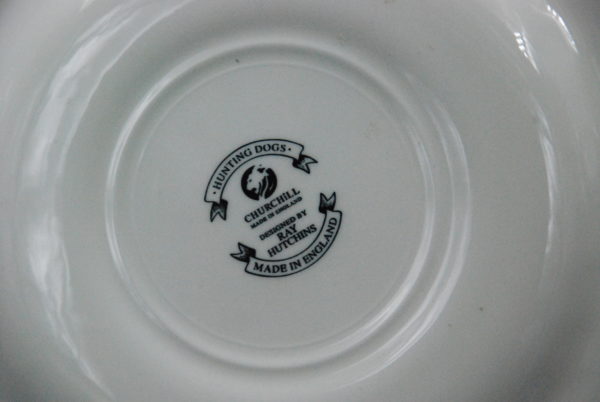 · HUNTING DOGS ·
CHURCHILL
MADE IN ENGLAND
DESIGNED BY
RAY
HUTCHINS
MADE IN ENGLAND